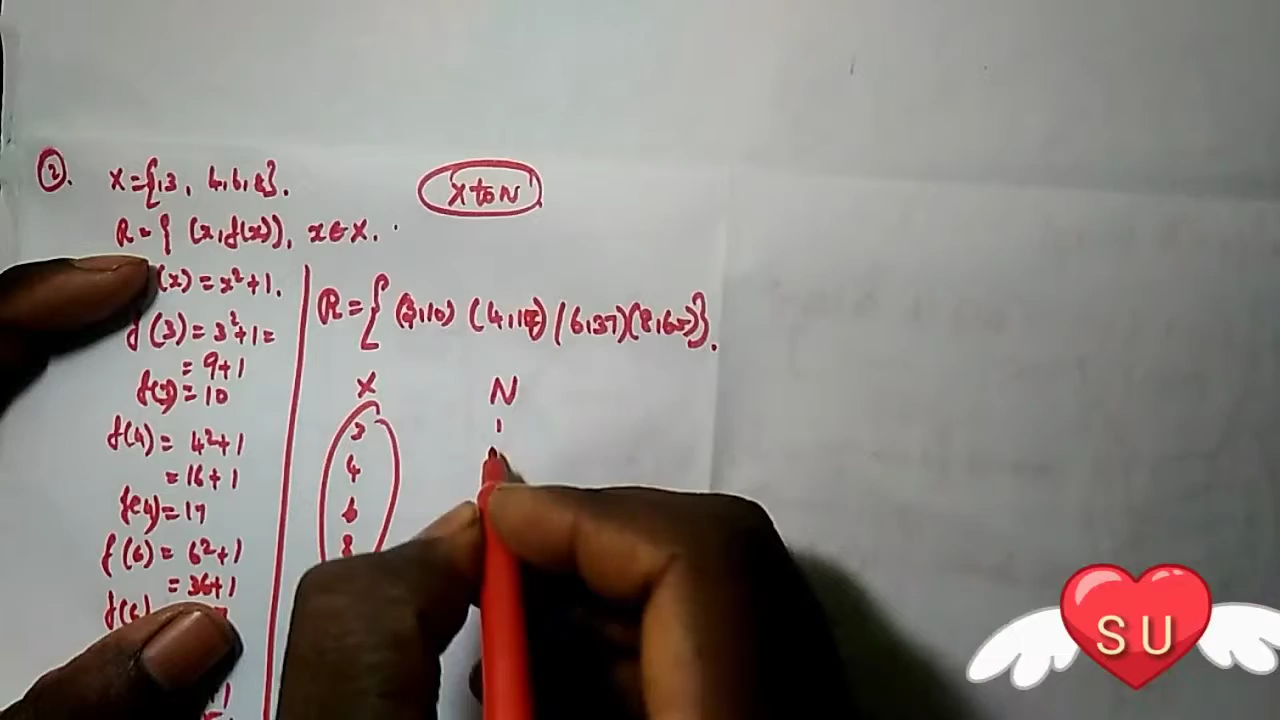 ②. X={,3, 4,6,8}.
X to N
R={ (x,f(x)), x∈X.
(x)=x²+1.
f(3)=3²+1=
=9+1
f(3)=10
f(4)=4²+1
=16+1
f(4)=17
f(6)=6²+1
=36+1
f(6)
R={ (3,10) (4,17) (6,37)(8,65)}.
X N
3 1
4
6
8
SU